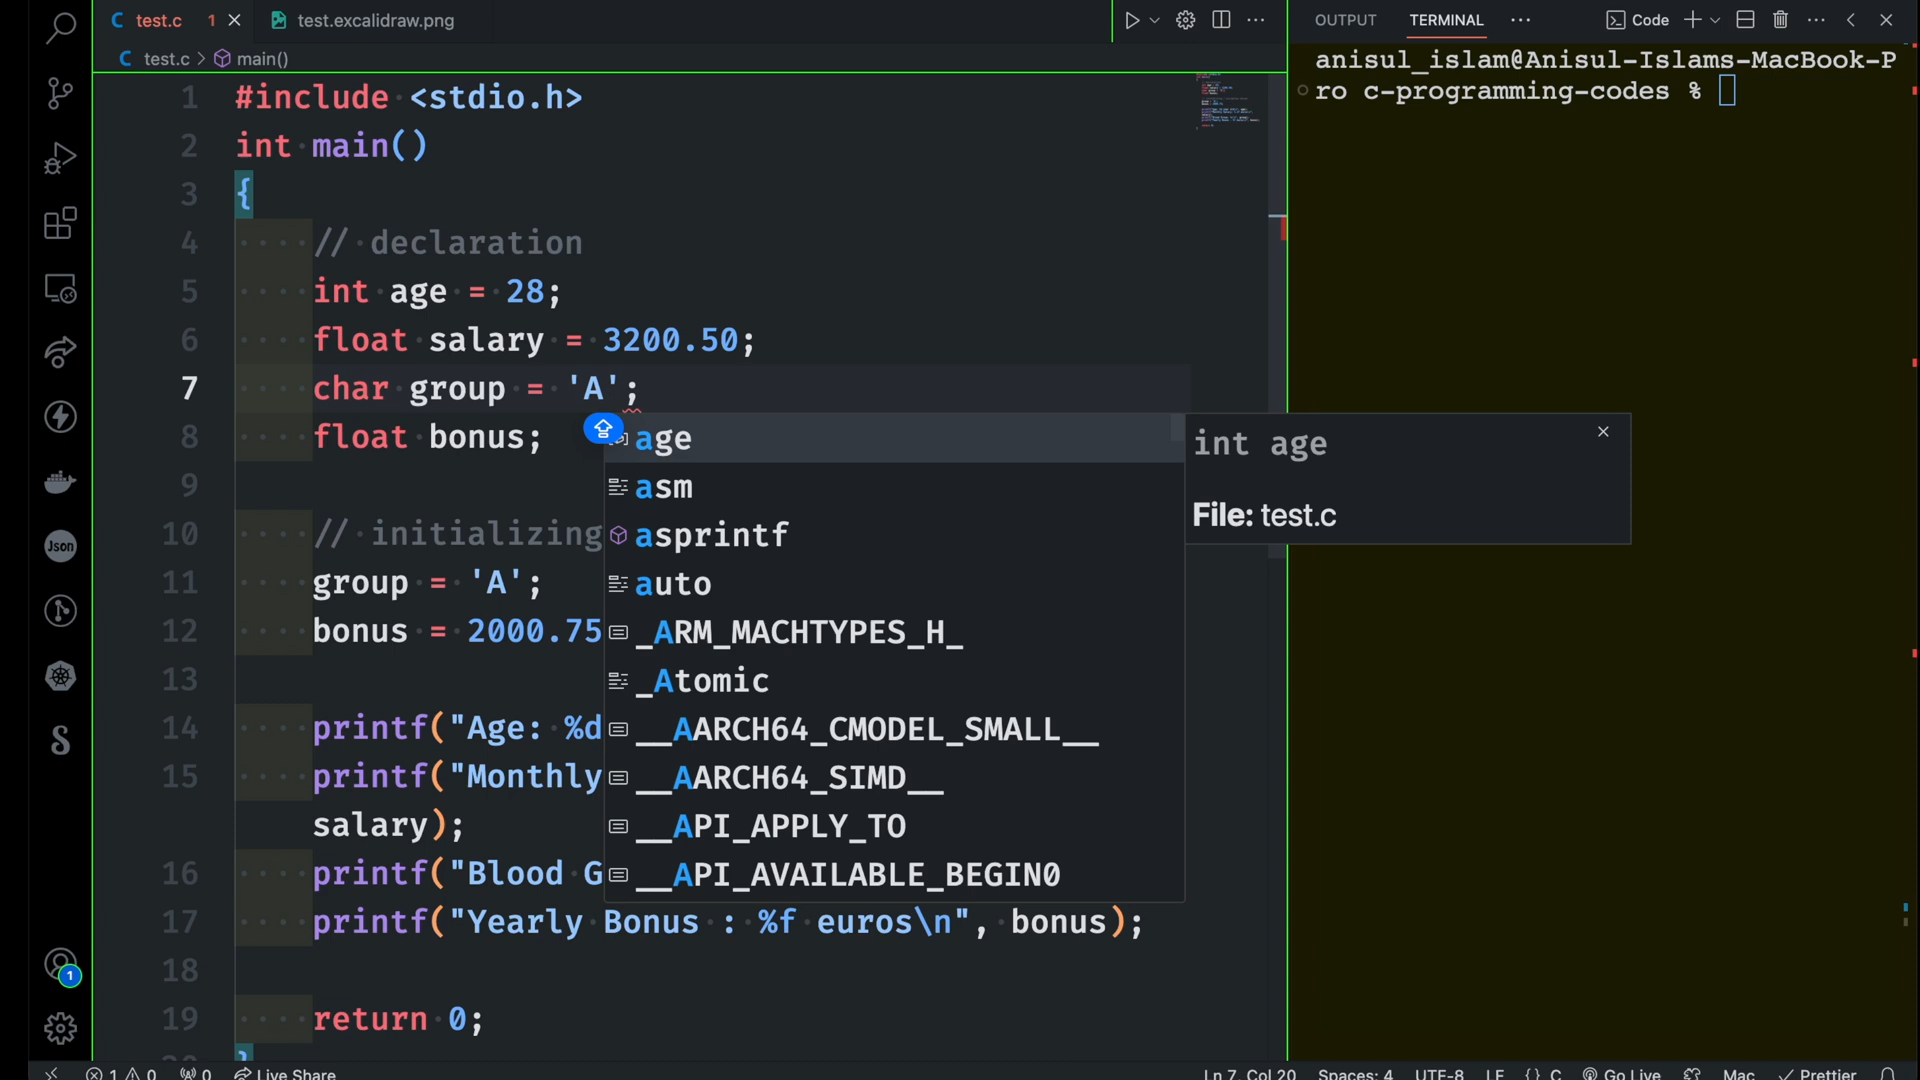 test.c 1 test.excalidraw.png
OUTPUT TERMINAL Code
test.c > main()
anisul_islam@Anisul-Islams-MacBook-P
ro c-programming-codes %
1 #include <stdio.h>
2 int main()
3 {
4 // declaration
5 int age = 28;
6 float salary = 3200.50;
7 char group = 'A';
8 float bonus;
9
10 // initializing
11 group = 'A';
12 bonus = 2000.75
13
14 printf("Age: %d
15 printf("Monthly
salary);
16 printf("Blood G
17 printf("Yearly Bonus : %f euros\n", bonus);
18
19 return 0;
age
asm
asprintf
auto
_ARM_MACHTYPES_H_
_Atomic
__AARCH64_CMODEL_SMALL__
__AARCH64_SIMD__
__API_APPLY_TO
__API_AVAILABLE_BEGIN0
int age
File: test.c
Json
1
1 0 0 Live Share Ln 7, Col 20 Spaces: 4 UTF-8 LF {} C Go Live Mac Prettier